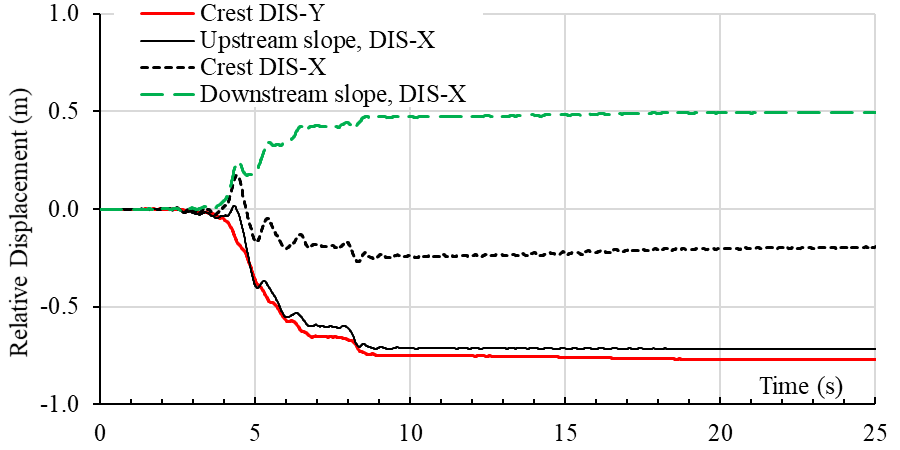 Crest DIS-Y
Upstream slope, DIS-X
Crest DIS-X
Downstream slope, DIS-X
Relative Displacement (m)
1.0
0.5
0.0
-0.5
-1.0
Time (s)
0 5 10 15 20 25